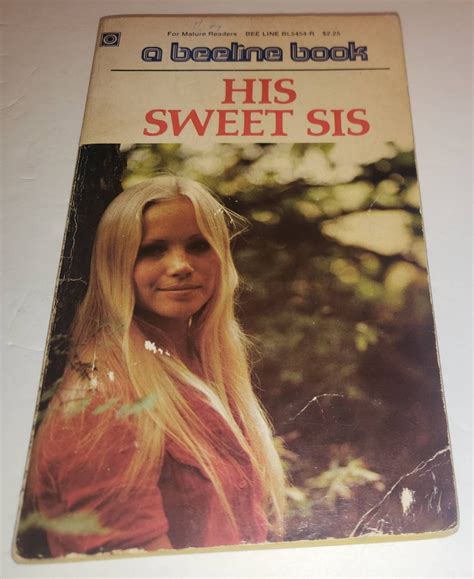 For Mature Readers BEE LINE BL5454-R $2.25
a beeline book
HIS
SWEET SIS